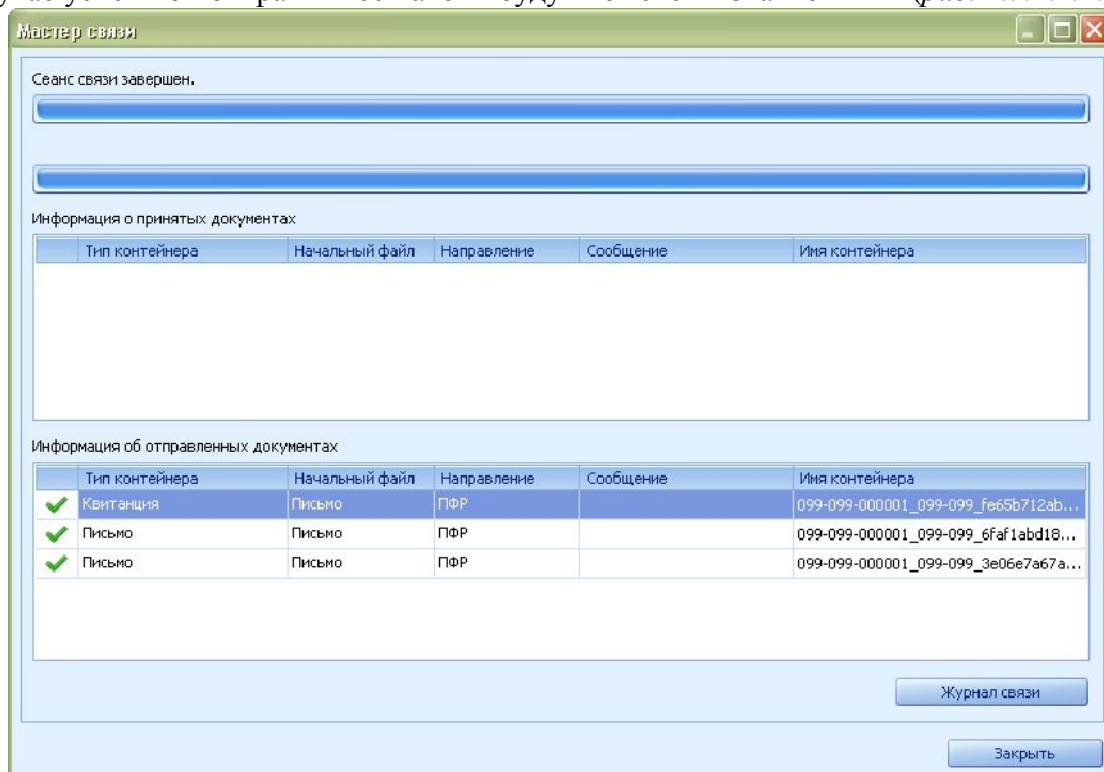 Мастер связи
Сеанс связи завершен.
Информация о принятых документах
Тип контейнера Начальный файл Направление Сообщение Имя контейнера
Информация об отправленных документах
Тип контейнера Начальный файл Направление Сообщение Имя контейнера
Квитанция Письмо ПФР 099-099-000001_099-099_fe65b712ab...
Письмо Письмо ПФР 099-099-000001_099-099_6faf1abd18...
Письмо Письмо ПФР 099-099-000001_099-099_3e06e7a67a...
Журнал связи
Закрыть